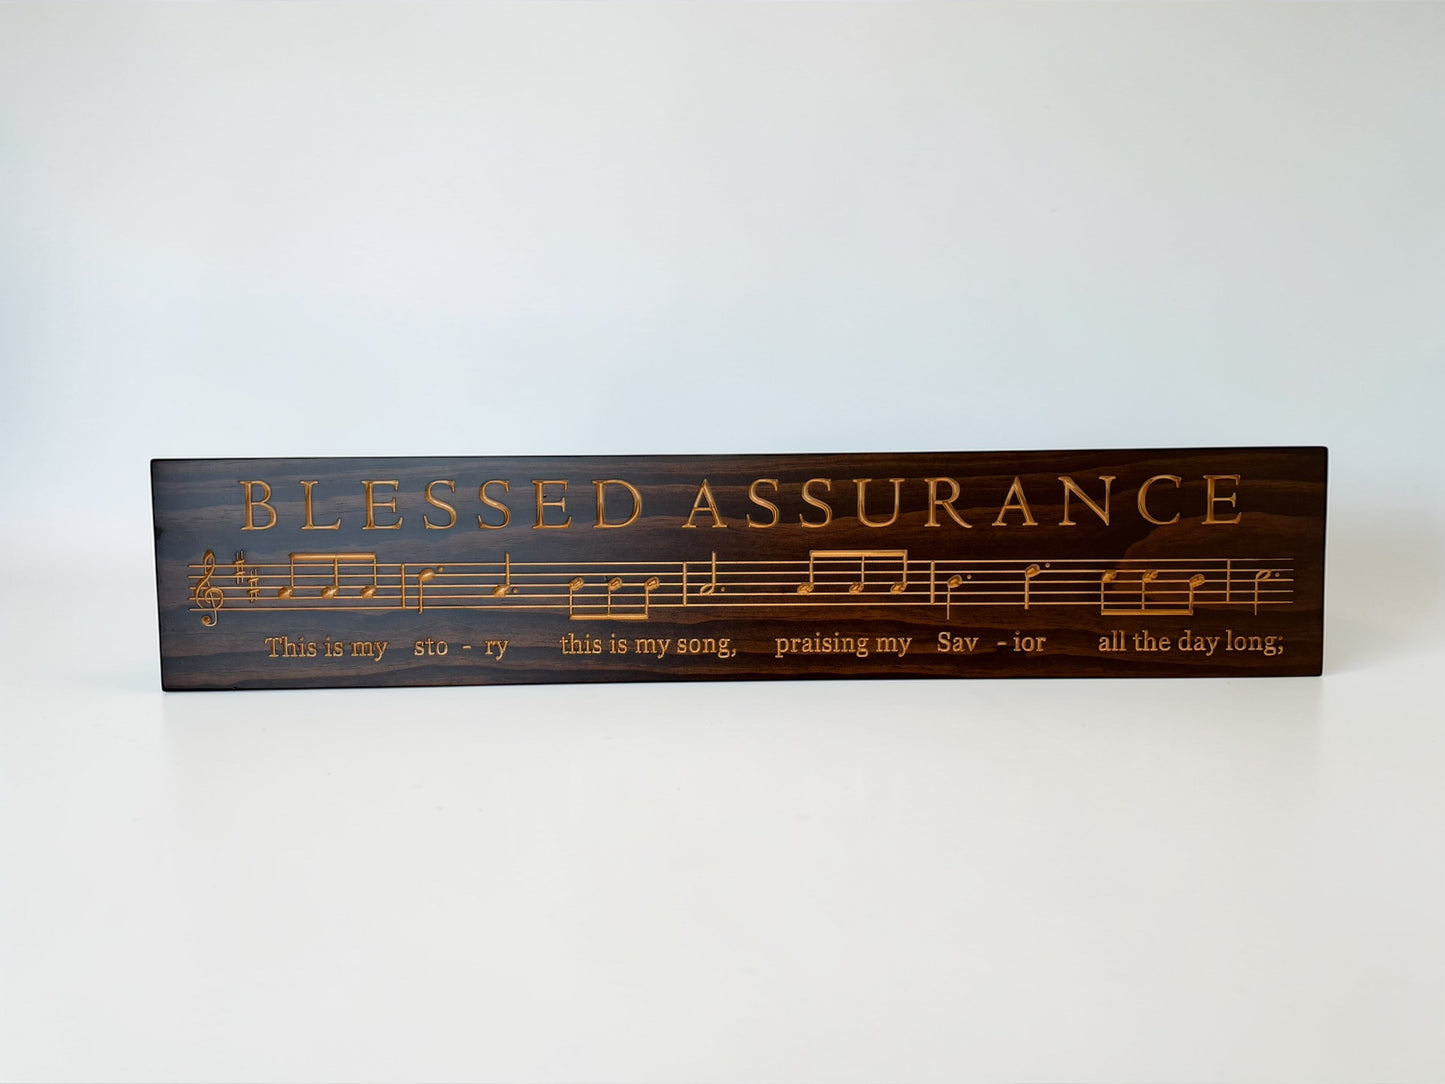 BLESSED ASSURANCE
This is my sto - ry this is my song, praising my Sav - ior all the day long;